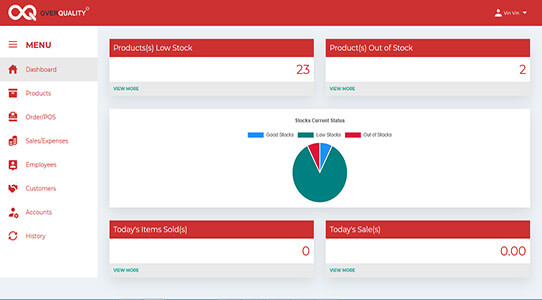 OVERQUALITY
Vin Vin
MENU
Dashboard
Products
Order/POS
Sales/Expenses
Employees
Customers
Accounts
History
Products(s) Low Stock
23
VIEW MORE
Product(s) Out of Stock
2
VIEW MORE
Stocks Current Status
Good Stocks Low Stocks Out of Stocks
Today's Items Sold(s)
0
VIEW MORE
Today's Sale(s)
0.00
VIEW MORE